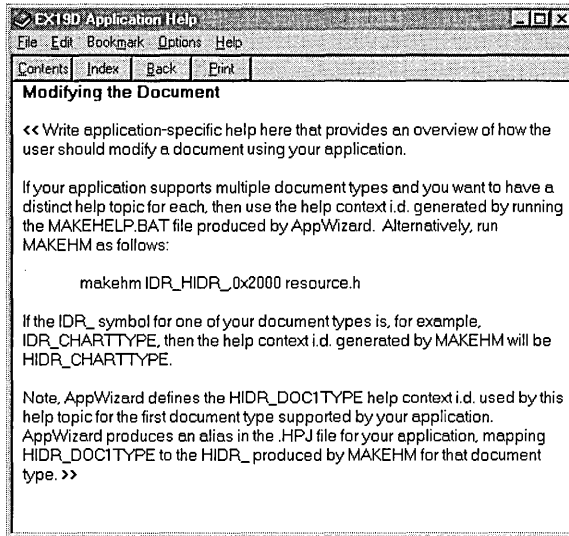 EX19D Application Help
File Edit Bookmark Options Help
Contents Index Back Print
Modifying the Document
<< Write application-specific help here that provides an overview of how the
user should modify a document using your application.
If your application supports multiple document types and you want to have a
distinct help topic for each, then use the help context i.d. generated by running
the MAKEHELP.BAT file produced by AppWizard. Alternatively, run
MAKEHM as follows:
makehm IDR_HIDR_,0x2000 resource.h
If the IDR_ symbol for one of your document types is, for example,
IDR_CHARTTYPE, then the help context i.d. generated by MAKEHM will be
HIDR_CHARTTYPE.
Note, AppWizard defines the HIDR_DOC1TYPE help context i.d. used by this
help topic for the first document type supported by your application.
AppWizard produces an alias in the .HPJ file for your application, mapping
HIDR_DOC1TYPE to the HIDR_ produced by MAKEHM for that document
type. >>